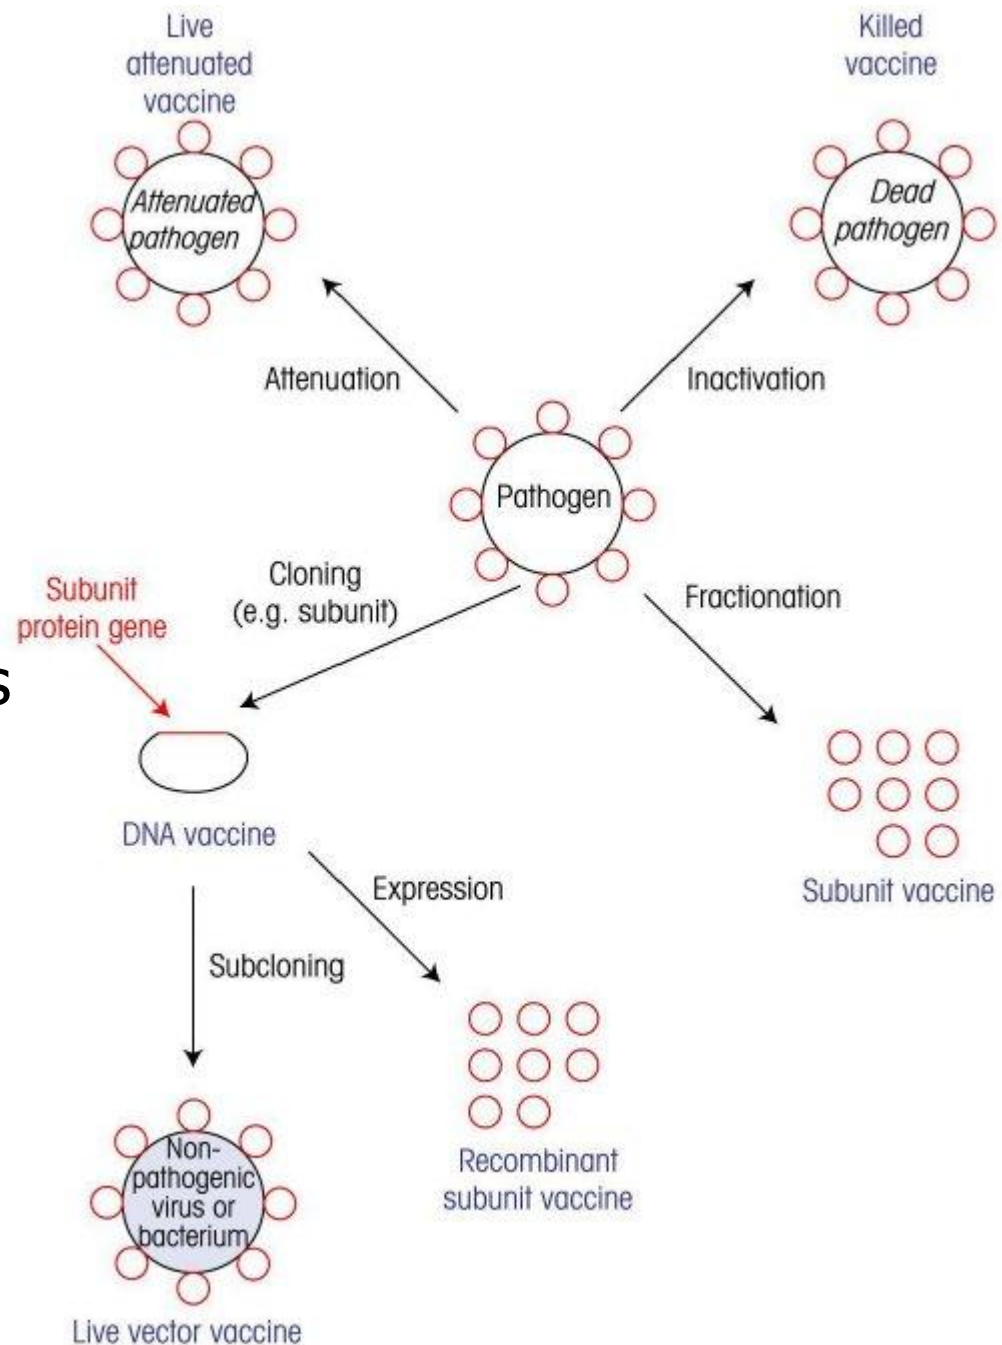 Live
attenuated
vaccine
Killed
vaccine
Attenuated
pathogen
Dead
pathogen
Attenuation
Inactivation
Pathogen
Cloning
(e.g. subunit)
Subunit
protein gene
Fractionation
s
DNA vaccine
Subunit vaccine
Expression
Subcloning
Recombinant
subunit vaccine
Non-
pathogenic
virus or
bacterium
Live vector vaccine